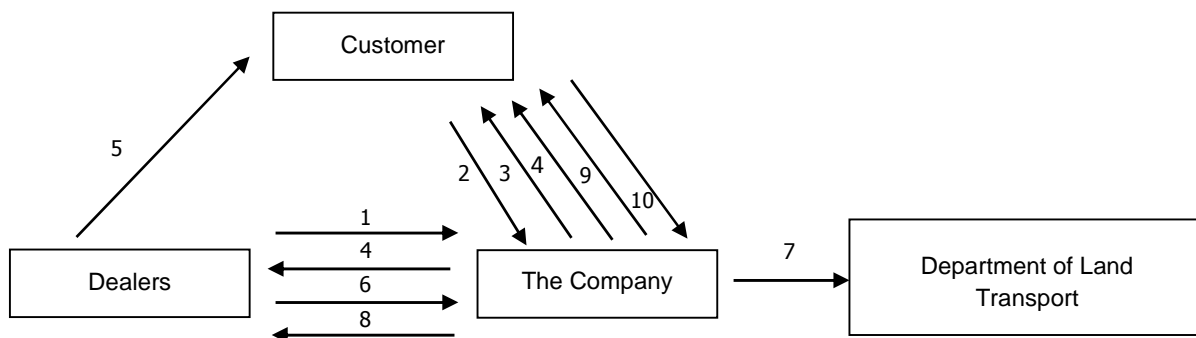 Customer
5
2
3
4
9
10
1
4
6
8
7
Dealers
The Company
Department of Land
Transport